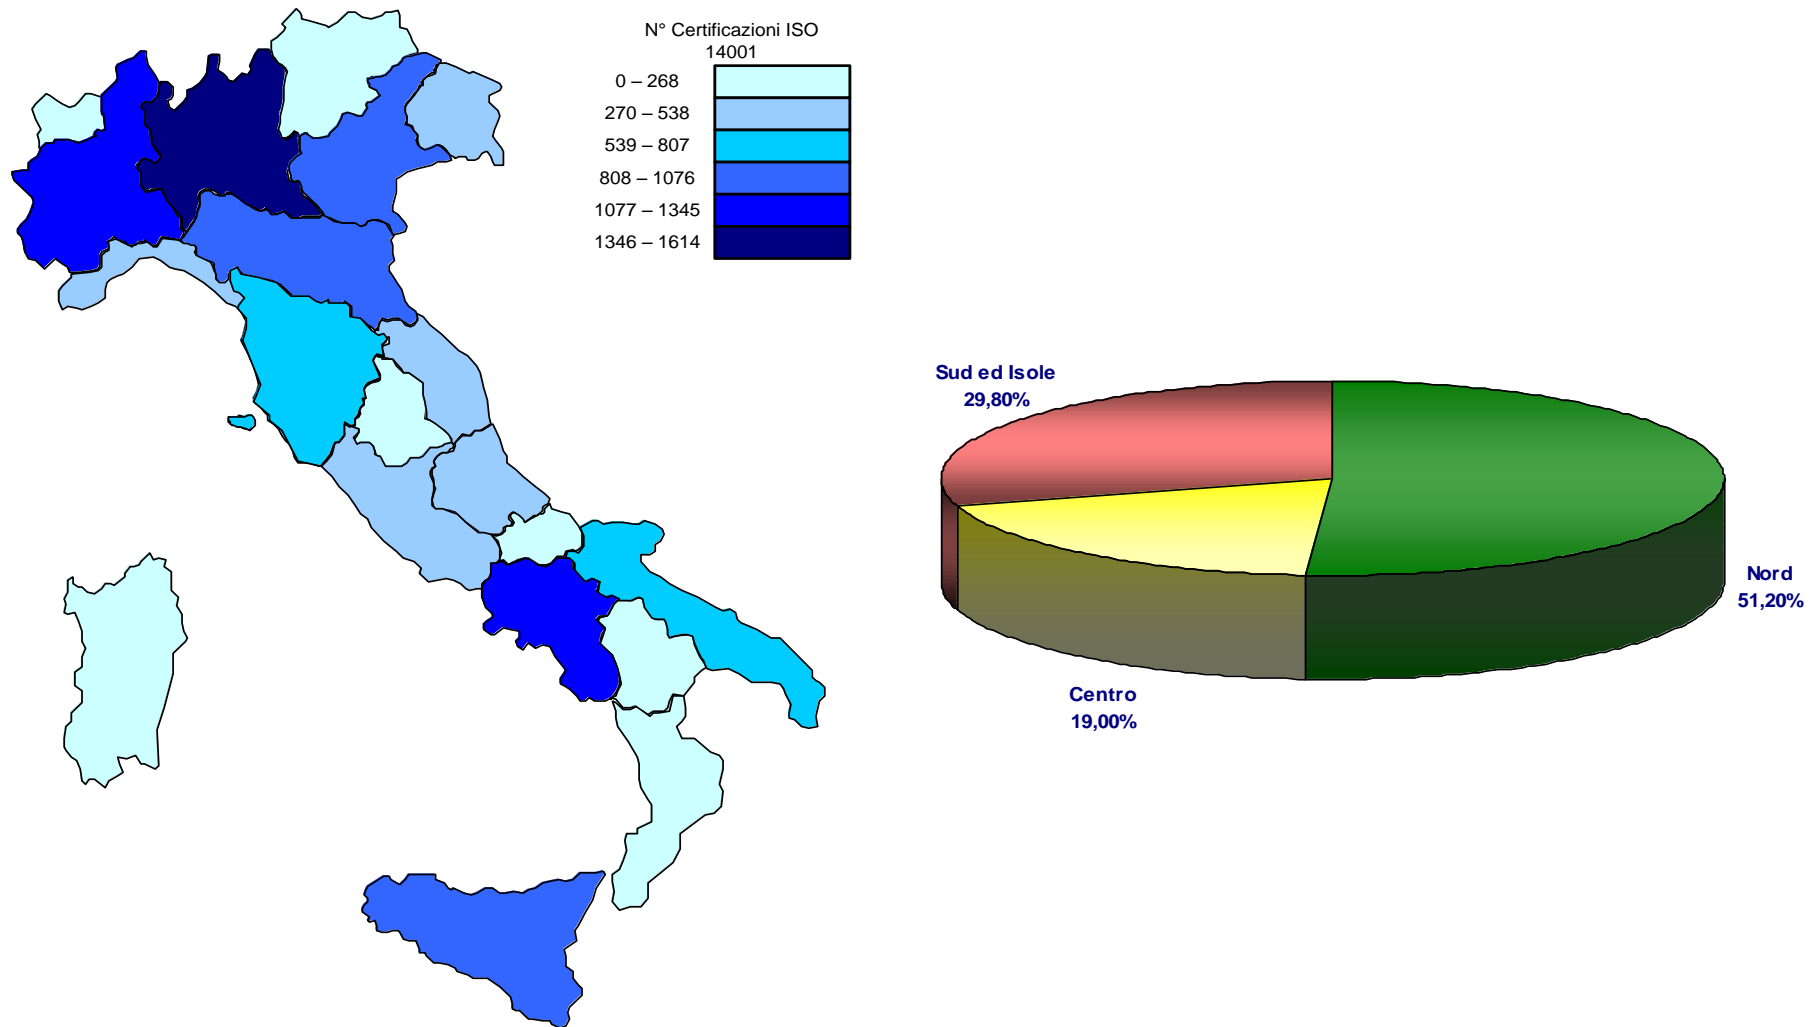 N° Certificazioni ISO
14001
0 – 268
270 – 538
539 – 807
808 – 1076
1077 – 1345
1346 – 1614
Sud ed Isole
29,80%
Nord
51,20%
Centro
19,00%